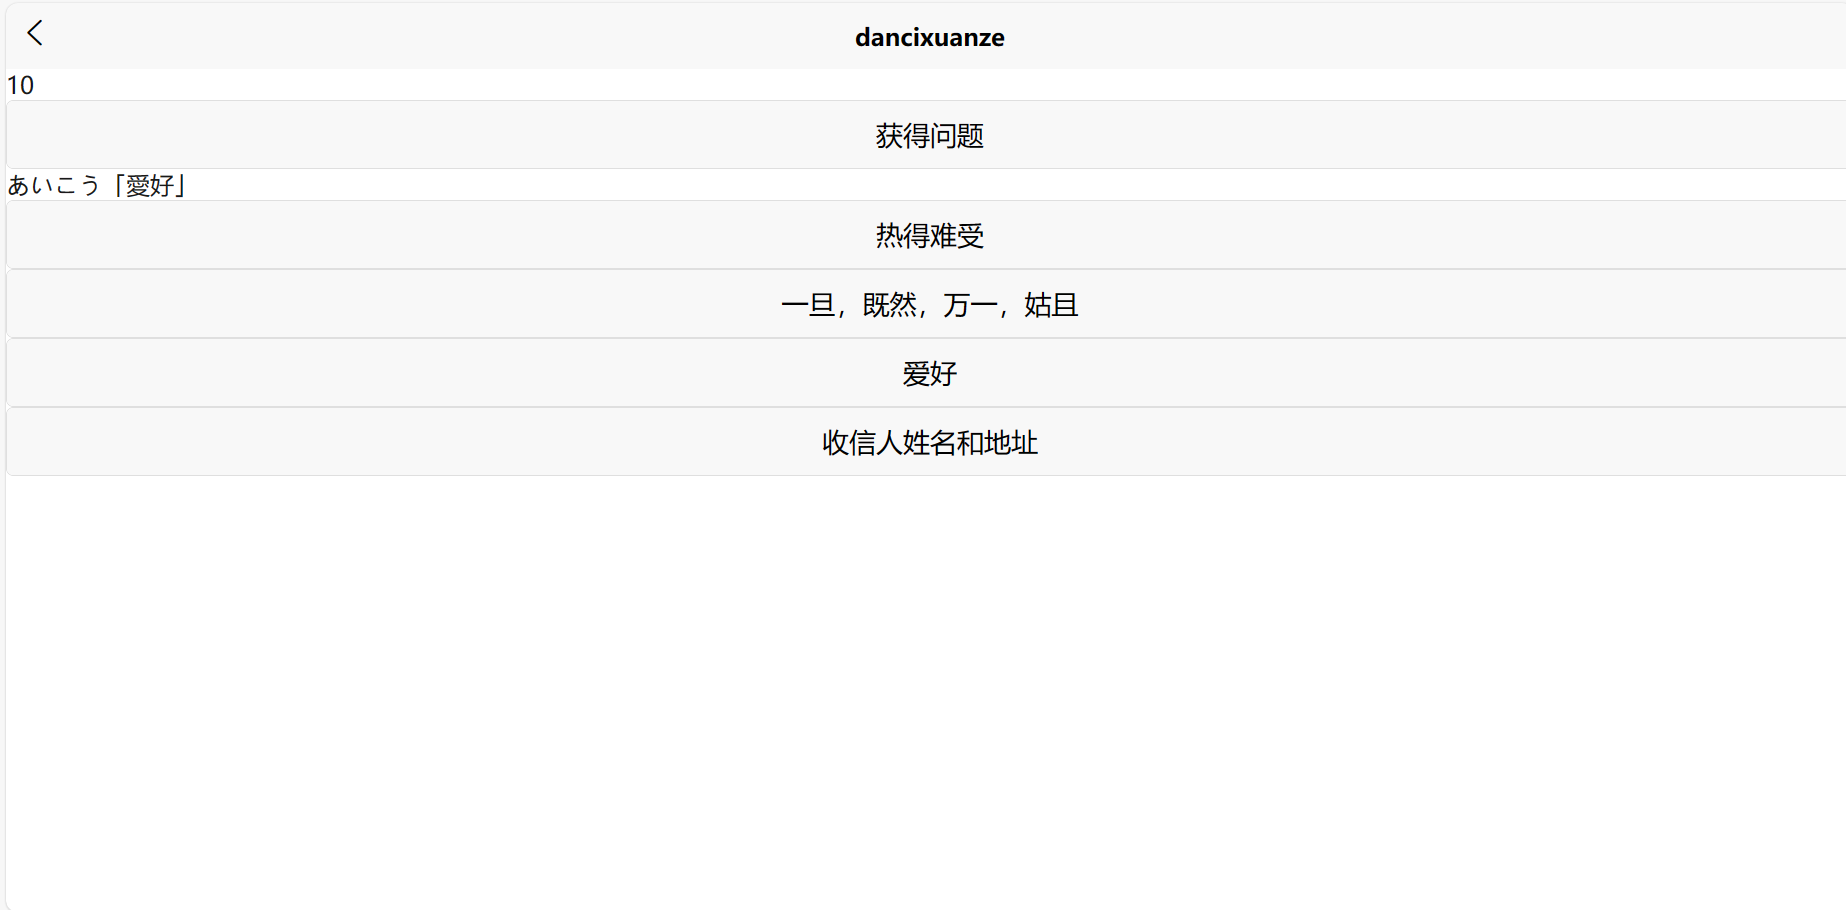 dancixuanze
10
获得问题
あいこう「愛好」
热得难受
一旦，既然，万一，姑且
爱好
收信人姓名和地址